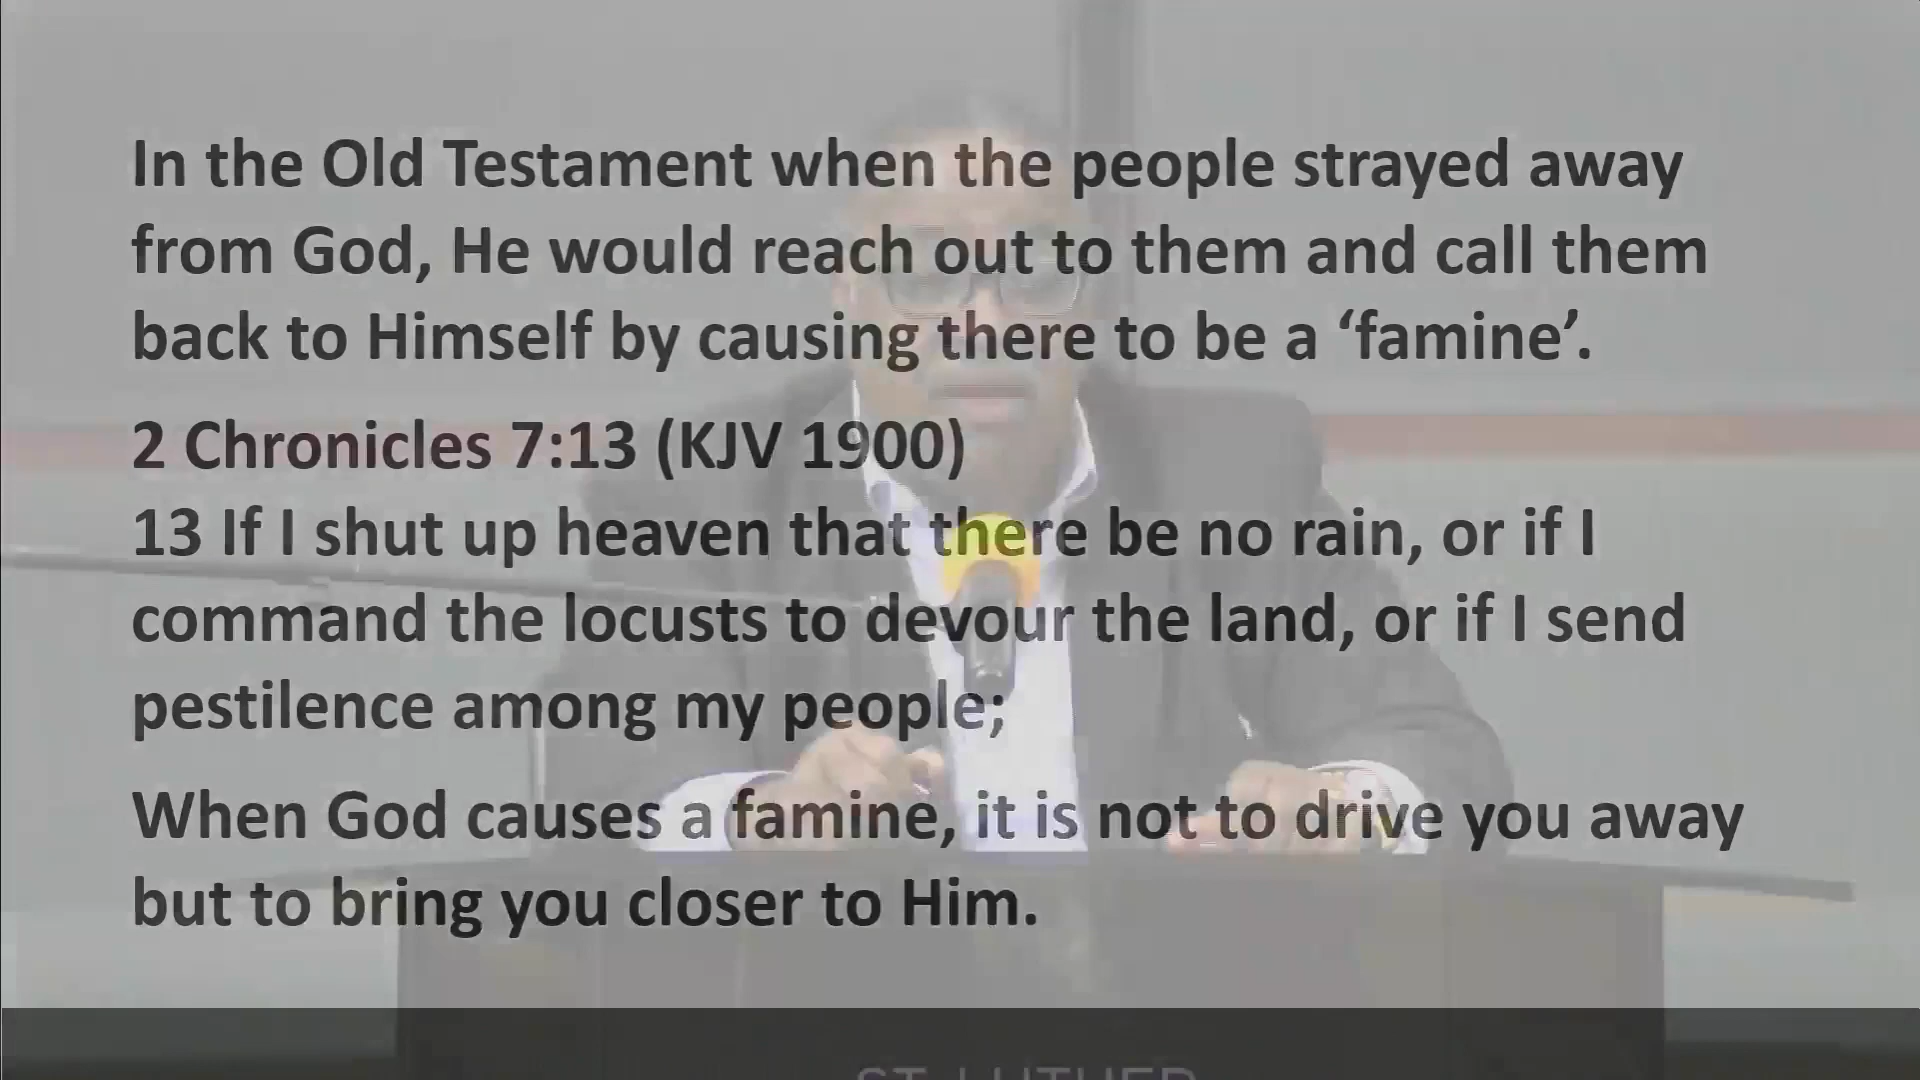 In the Old Testament when the people strayed away
from God, He would reach out to them and call them
back to Himself by causing there to be a ‘famine’.
2 Chronicles 7:13 (KJV 1900)
13 If I shut up heaven that there be no rain, or if I
command the locusts to devour the land, or if I send
pestilence among my people;
When God causes a famine, it is not to drive you away
but to bring you closer to Him.
ST. LUTHER